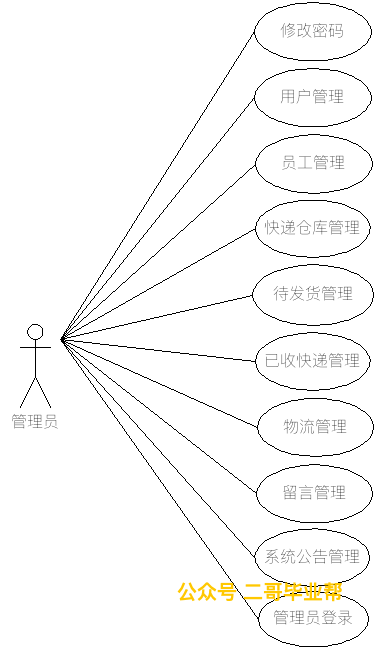 修改密码
用户管理
员工管理
快递仓库管理
待发货管理
已收快递管理
管理员
物流管理
留言管理
系统公告管理
公众号 二哥毕业帮
管理员登录